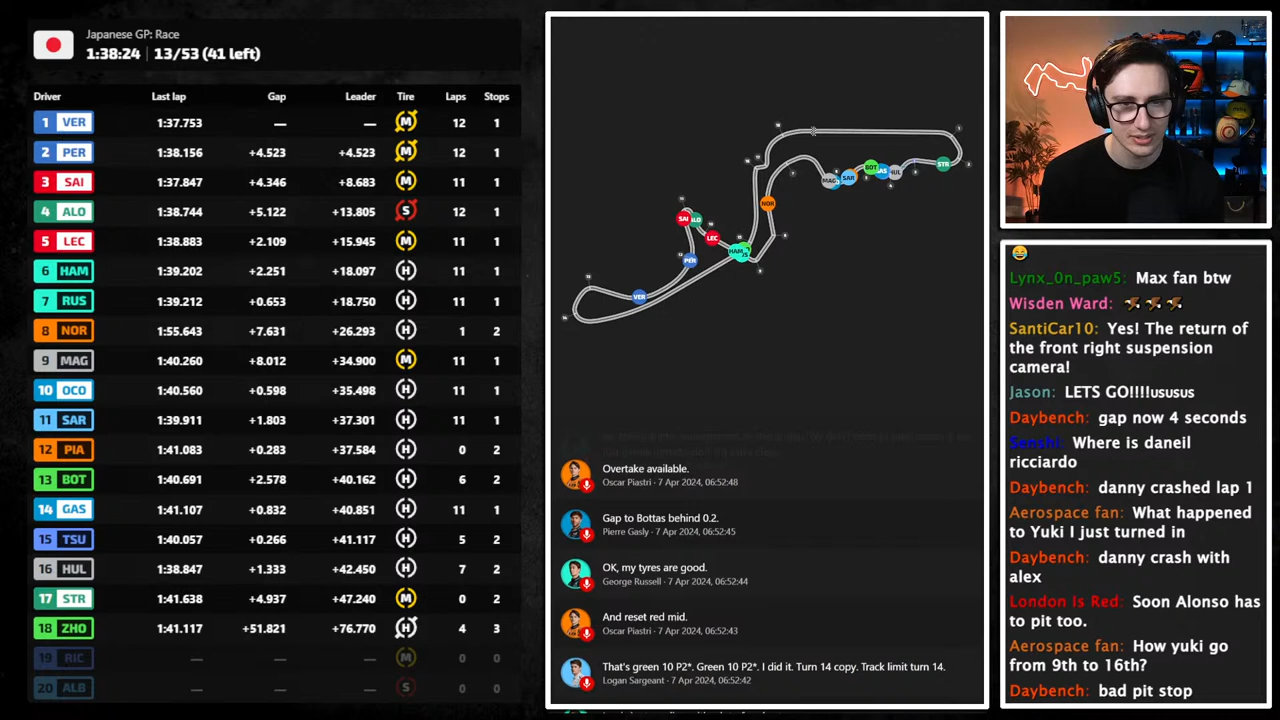 Japanese GP: Race
1:38:24 | 13/53 (41 left)
Driver Last lap Gap Leader Tire Laps Stops
1 VER 1:37.753 — — M 12 1
2 PER 1:38.156 +4.523 +4.523 M 12 1
3 SAI 1:37.847 +4.346 +8.683 M 11 1
4 ALO 1:38.744 +5.122 +13.805 S 12 1
5 LEC 1:38.883 +2.109 +15.945 M 11 1
6 HAM 1:39.202 +2.251 +18.097 H 11 1
7 RUS 1:39.212 +0.653 +18.750 H 11 1
8 NOR 1:55.643 +7.631 +26.293 H 1 2
9 MAG 1:40.260 +8.012 +34.900 M 11 1
10 OCO 1:40.560 +0.598 +35.498 H 11 1
11 SAR 1:39.911 +1.803 +37.301 H 11 1
12 PIA +0.283 H 0 2
13 BOT 1:40.691 +2.578 +40.162 H 6 2
14 GAS 1:41.107 +0.832 +40.851 H 11 1
15 TSU 1:40.057 +0.266 +41.117 H 5 2
16 HUL 1:38.847 +1.333 +42.450 H 7 2
17 STR 1:41.638 +4.937 +47.240 M 0 2
18 ZHO 1:41.117 +51.821 H 4 3
19 RIC — — — M 0 0
20 ALB — — — S 0 0
STR
MAG SAR BOT GAS HUL
NOR
SAI ALO
LEC
HAM
PER
VER
Overtake available.
Oscar Piastri · 7 Apr 2024, 06:52:48
Gap to Bottas behind 0.2.
Pierre Gasly · 7 Apr 2024, 06:52:45
OK, my tyres are good.
George Russell · 7 Apr 2024, 06:52:44
And reset red mid.
Oscar Piastri · 7 Apr 2024, 06:52:43
That's green 10 P2*. Green 10 P2*. I did it. Turn 14 copy. Track limit turn 14.
Logan Sargeant · 7 Apr 2024, 06:52:42
😂
Lynx_0n_paw5: Max fan btw
Wisden Ward:
SantiCar10: Yes! The return of
the front right suspension
camera!
Jason: LETS GO!!!!ususus
Daybench: gap now 4 seconds
Senshi: Where is daneil
ricciardo
Daybench: danny crashed lap 1
Aerospace fan: What happened
to Yuki I just turned in
Daybench: danny crash with
alex
London Is Red: Soon Alonso has
to pit too.
Aerospace fan: How yuki go
from 9th to 16th?
Daybench: bad pit stop